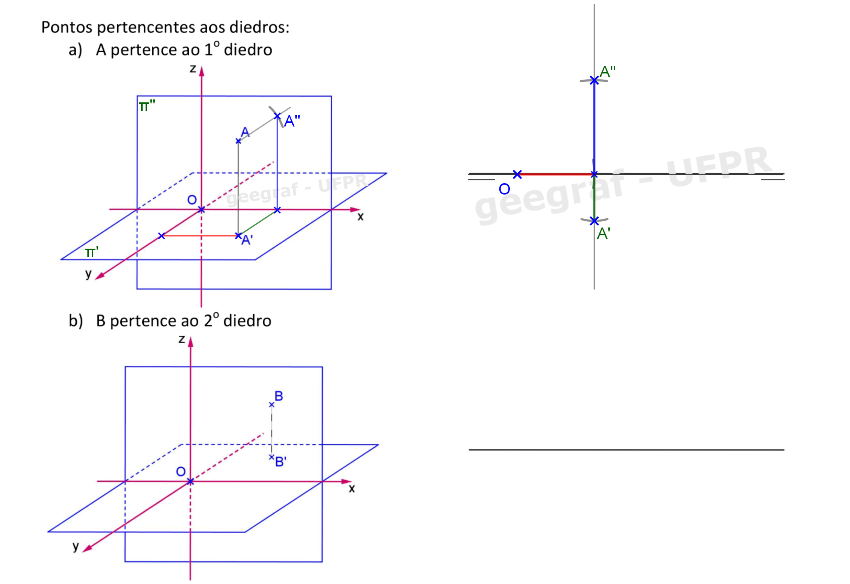 Pontos pertencentes aos diedros:
a) A pertence ao 1º diedro
z
π"
A
A"
O
x
A'
π'
y
geegraf - UFPR
A"
O
A'
geegraf - UFPR
b) B pertence ao 2º diedro
z
B
B'
O
x
y